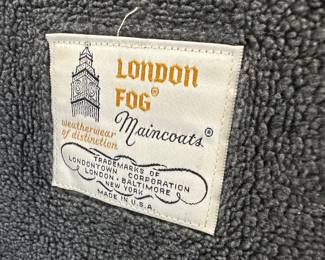 LONDON
FOG®
Maincoats®
weatherwear
of distinction
TRADEMARKS OF
LONDONTOWN CORPORATION
LONDON • BALTIMORE
NEW YORK
MADE IN U.S.A.